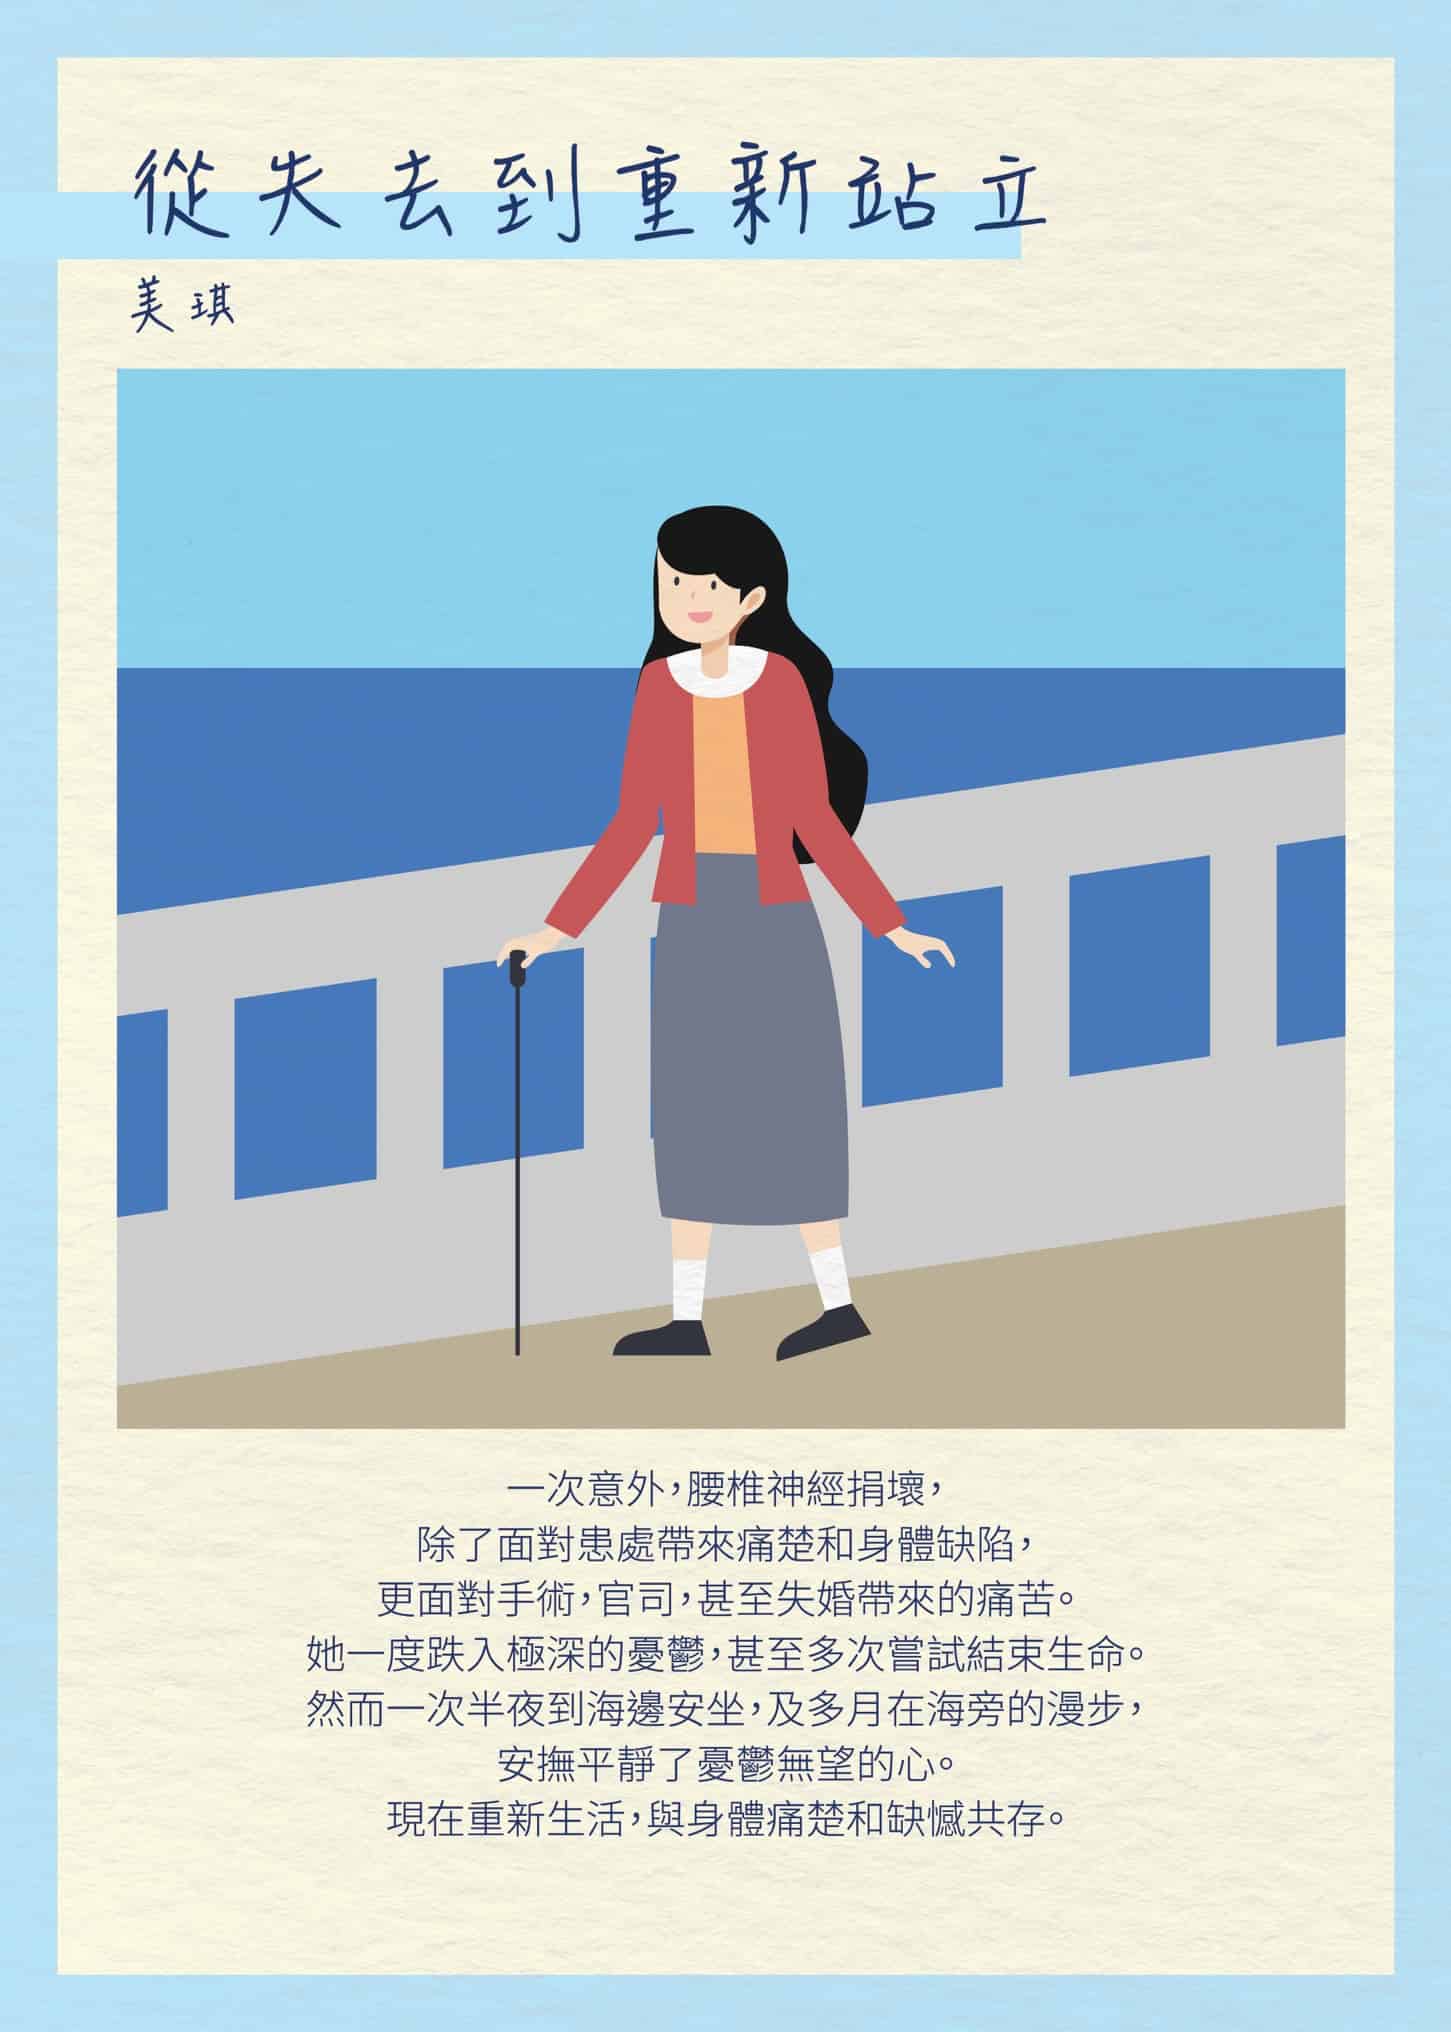 從失去到重新站立
美琪
一次意外，腰椎神經捐壞，
除了面對患處帶來痛楚和身體缺陷，
更面對手術，官司，甚至失婚帶來的痛苦。
她一度跌入極深的憂鬱，甚至多次嘗試結束生命。
然而一次半夜到海邊安坐，及多月在海旁的漫步，
安撫平靜了憂鬱無望的心。
現在重新生活，與身體痛楚和缺憾共存。